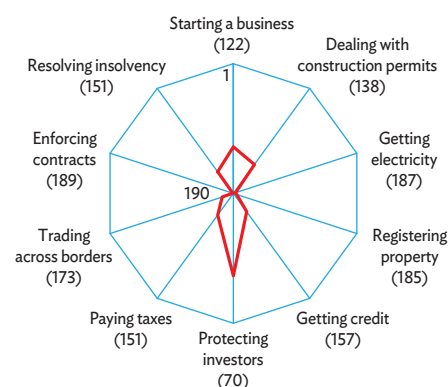 Starting a business
(122)
Dealing with
construction permits
(138)
Getting
electricity
(187)
Registering
property
(185)
Getting credit
(157)
Protecting
investors
(70)
Paying taxes
(151)
Trading
across borders
(173)
Enforcing
contracts
(189)
Resolving insolvency
(151)
1
190